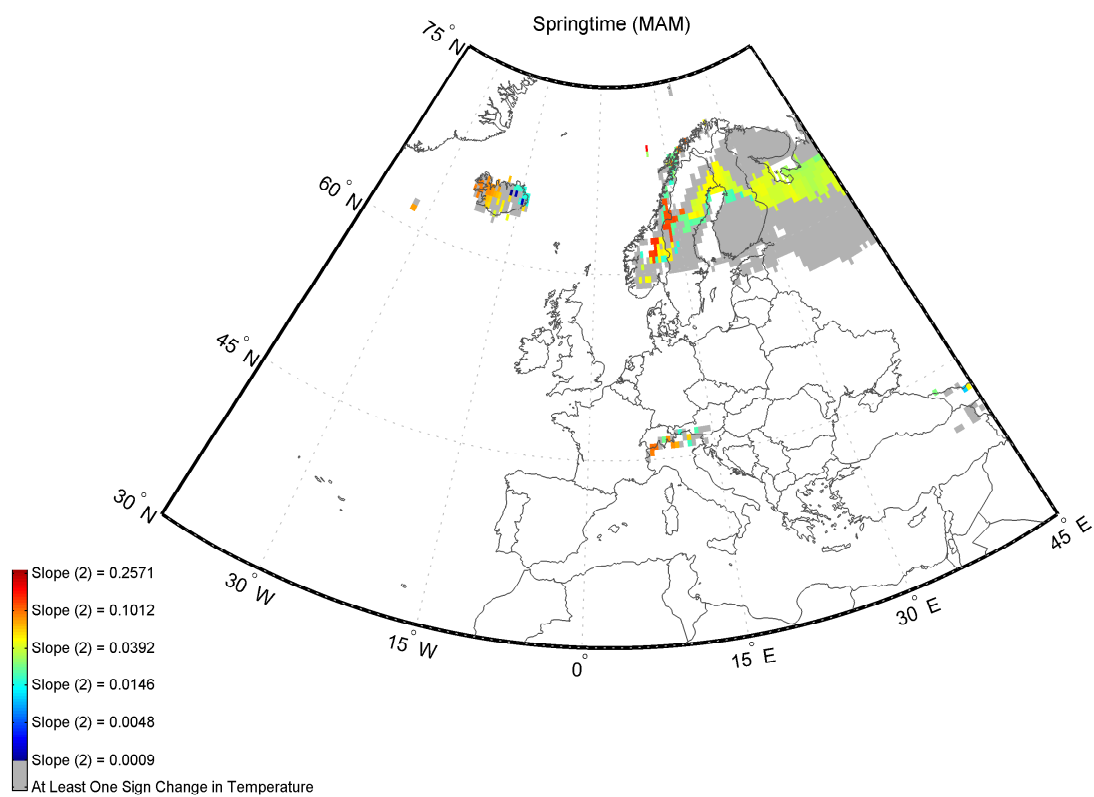 Springtime (MAM)
75° N
60° N
45° N
30° N
30° W
15° W
0°
15° E
30° E
45° E
Slope (2) = 0.2571
Slope (2) = 0.1012
Slope (2) = 0.0392
Slope (2) = 0.0146
Slope (2) = 0.0048
Slope (2) = 0.0009
At Least One Sign Change in Temperature